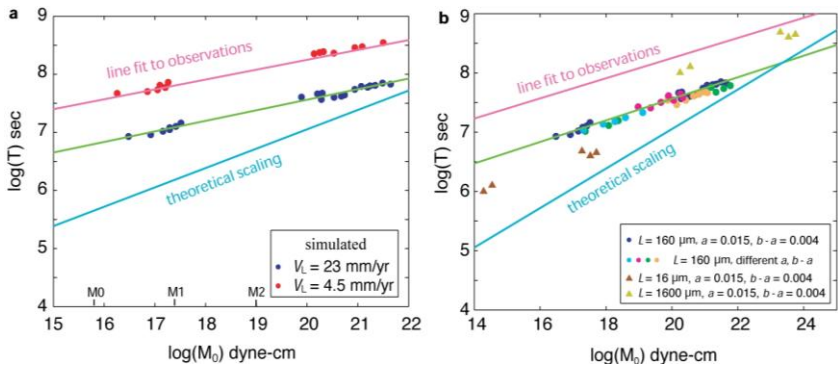 a
log(T) sec
9
8
7
6
5
4
line fit to observations
theoretical scaling
simulated
V_L = 23 mm/yr
V_L = 4.5 mm/yr
M0 M1 M2
15 16 17 18 19 20 21 22
log(M₀) dyne-cm
b
log(T) sec
9
8
7
6
5
4
line fit to observations
theoretical scaling
L = 160 µm, a = 0.015, b - a = 0.004
L = 160 µm, different a, b - a
L = 16 µm, a = 0.015, b - a = 0.004
L = 1600 µm, a = 0.015, b - a = 0.004
14 16 18 20 22 24
log(M₀) dyne-cm